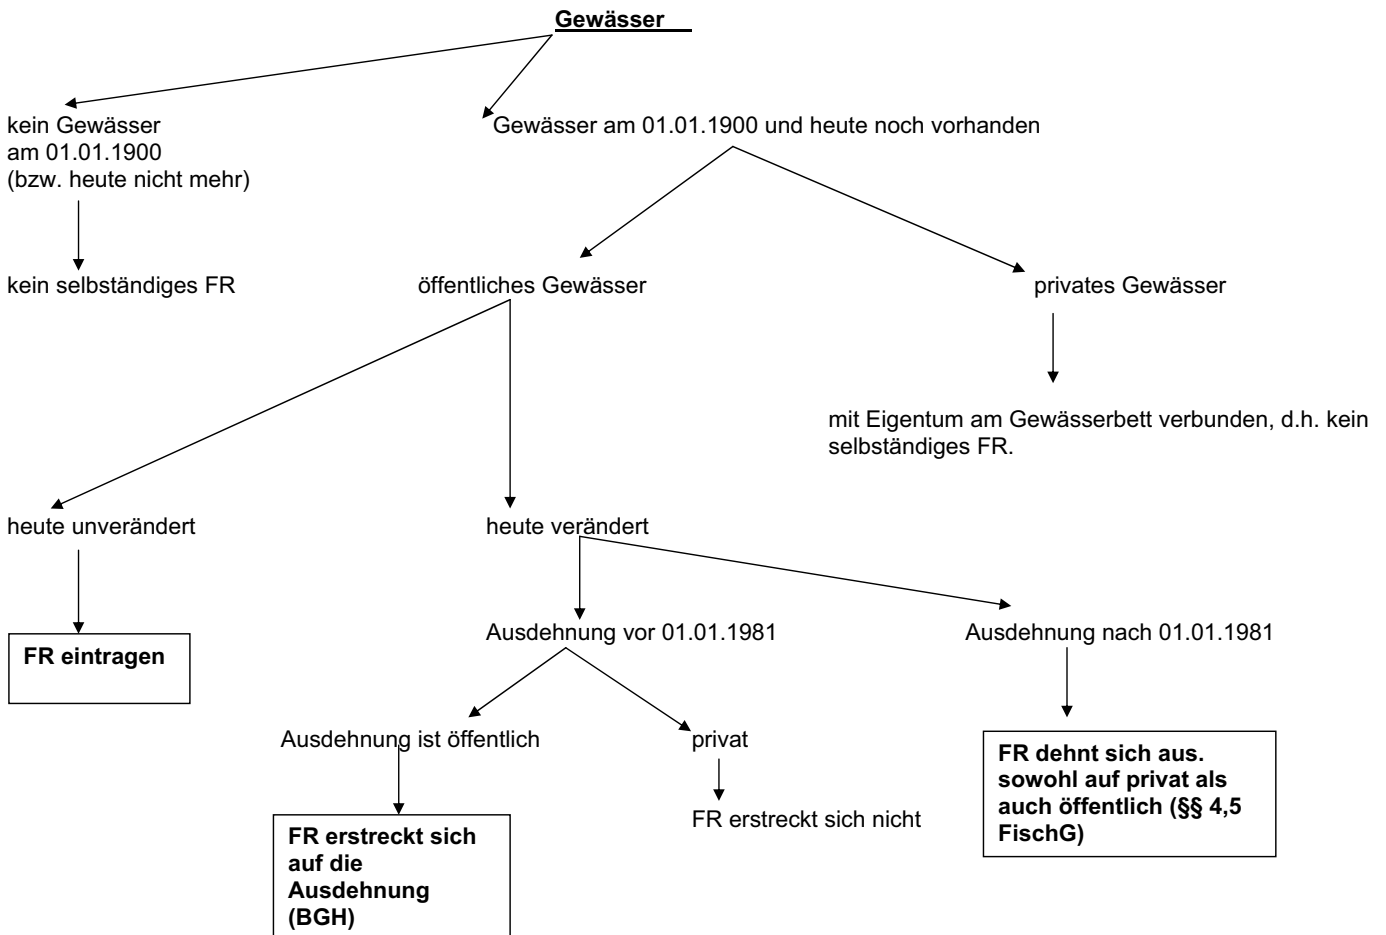 Gewässer
kein Gewässer
am 01.01.1900
(bzw. heute nicht mehr)
Gewässer am 01.01.1900 und heute noch vorhanden
kein selbständiges FR
öffentliches Gewässer
privates Gewässer
mit Eigentum am Gewässerbett verbunden, d.h. kein
selbständiges FR.
heute unverändert
heute verändert
FR eintragen
Ausdehnung vor 01.01.1981
Ausdehnung nach 01.01.1981
Ausdehnung ist öffentlich
privat
FR dehnt sich aus.
sowohl auf privat als
auch öffentlich (§§ 4,5
FischG)
FR erstreckt sich nicht
FR erstreckt sich
auf die
Ausdehnung
(BGH)